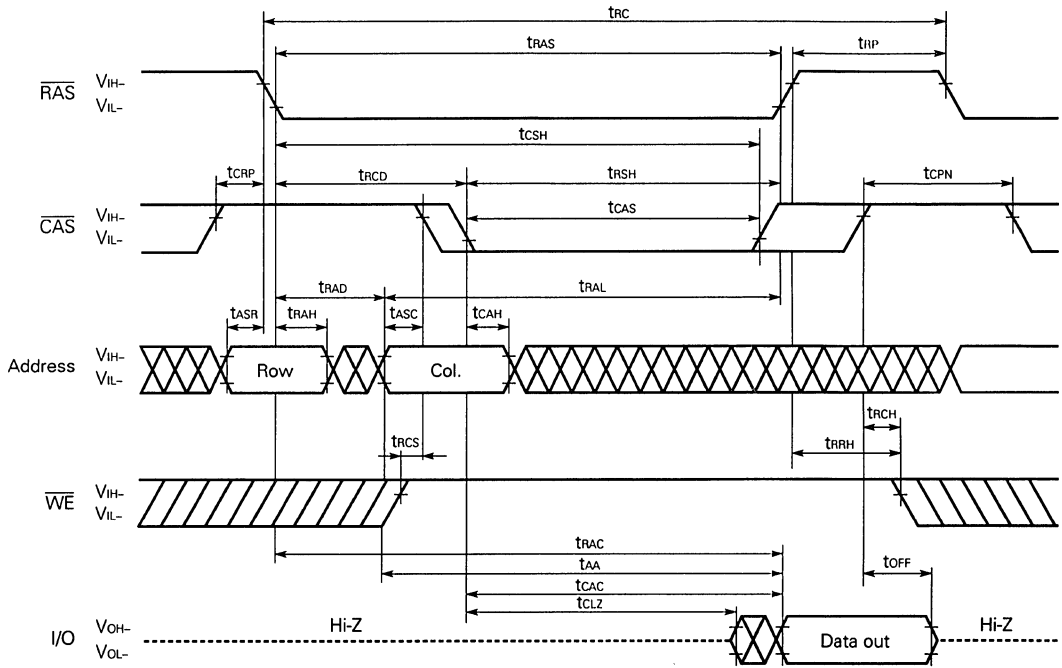 tRC
tRAS
tRP
RAS
VIH–
VIL–
tCSH
tCRP
tRCD
tRSH
tCPN
tCAS
CAS
VIH–
VIL–
tRAD
tRAL
tASR
tRAH
tASC
tCAH
Address
VIH–
VIL–
Row
Col.
tRCS
tRCH
tRRH
WE
VIH–
VIL–
tRAC
tAA
tOFF
tCAC
tCLZ
I/O
VOH–
VOL–
Hi-Z
Data out
Hi-Z